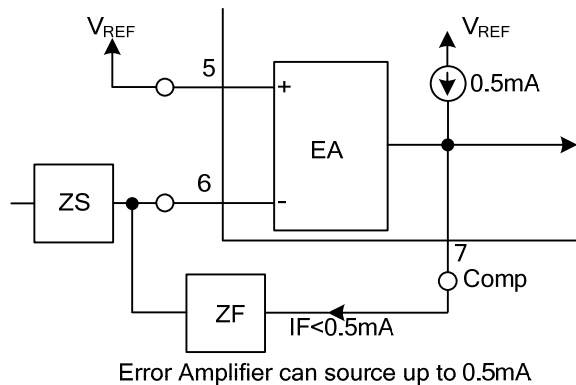 VREF
VREF
5
+
0.5mA
EA
6
-
ZS
7
Comp
ZF
IF<0.5mA
Error Amplifier can source up to 0.5mA